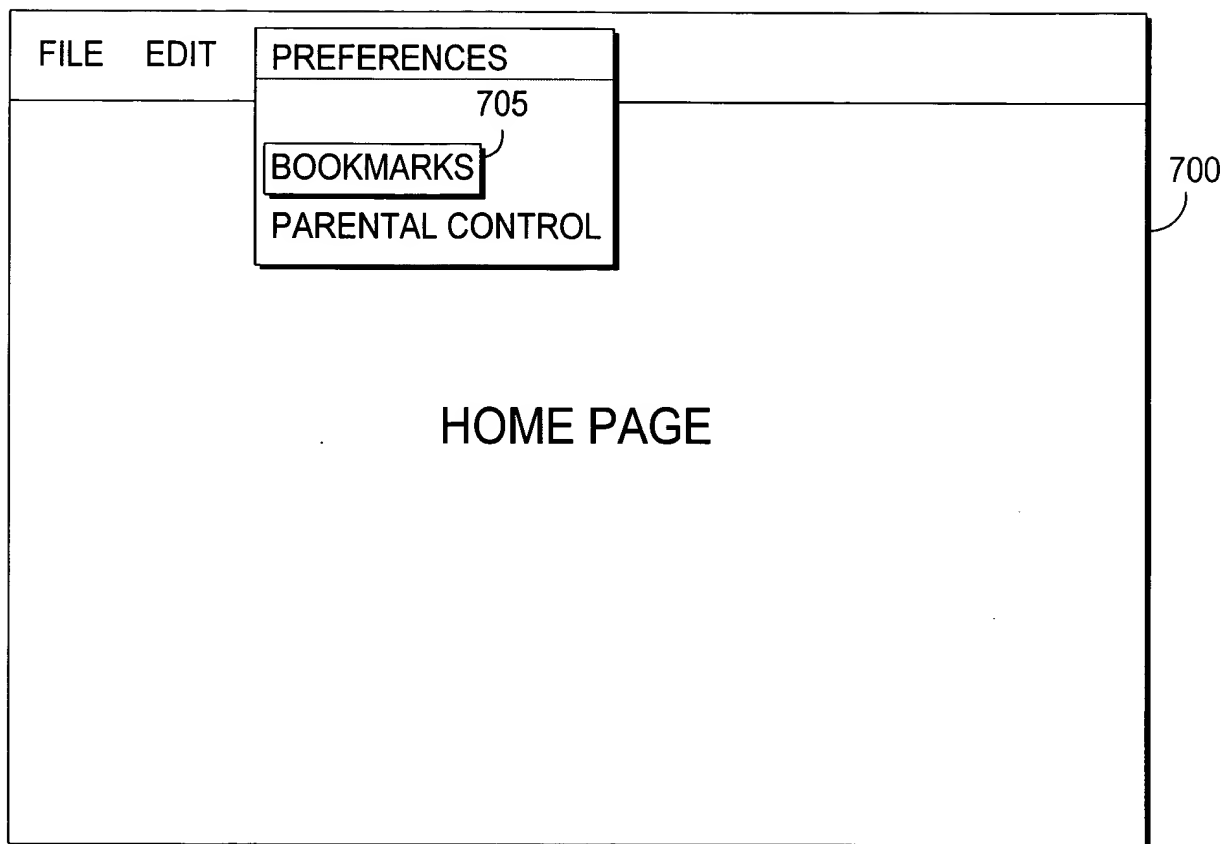 FILE EDIT PREFERENCES
705
BOOKMARKS
700
PARENTAL CONTROL
HOME PAGE